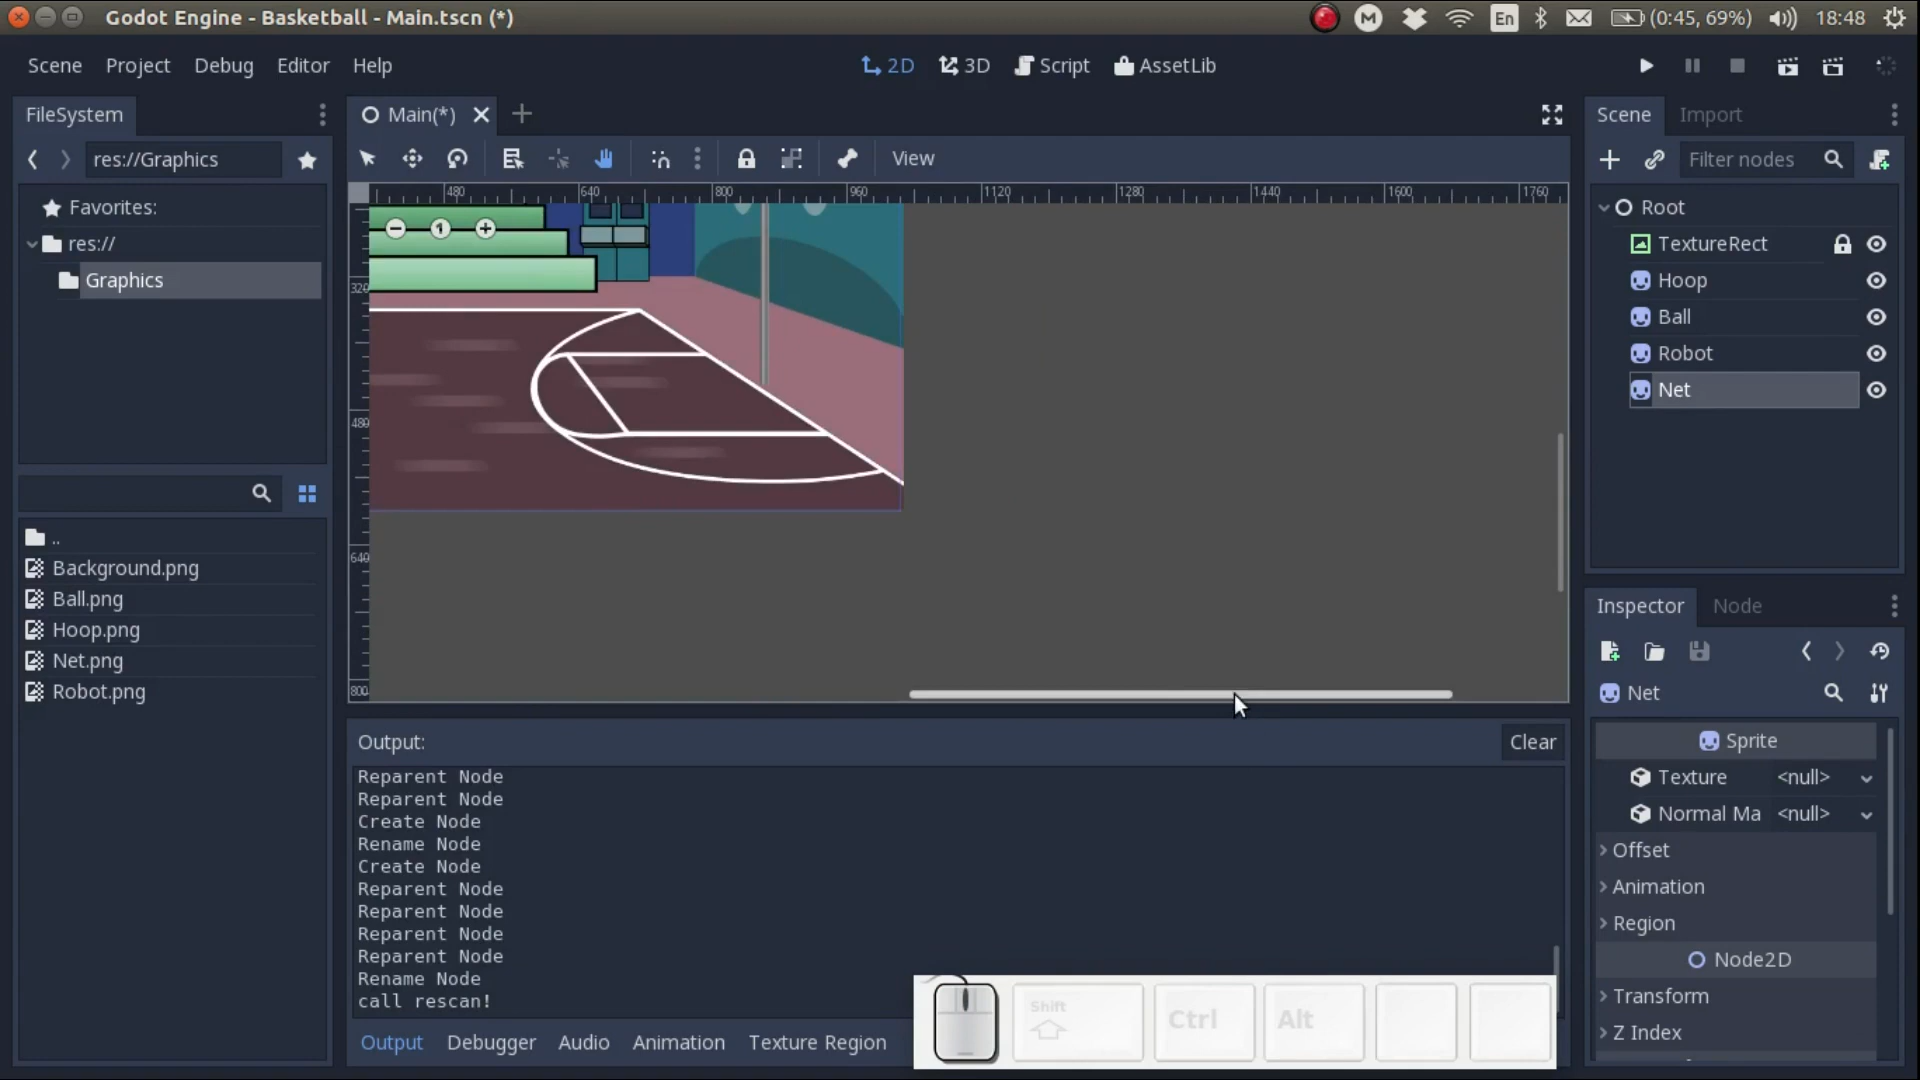 Godot Engine - Basketball - Main.tscn (*)
M
En
(0:45, 69%)
18:48
Scene Project Debug Editor Help
2D 3D Script AssetLib
FileSystem
Main(*)
Scene Import
res://Graphics
View
Filter nodes
480 640 800 960 1120 1280 1440 1600 1760
320
480
640
800
1
Favorites:
res://
Graphics
..
Background.png
Ball.png
Hoop.png
Net.png
Robot.png
Root
TextureRect
Hoop
Ball
Robot
Net
Output:
Clear
Reparent Node
Reparent Node
Create Node
Rename Node
Create Node
Reparent Node
Reparent Node
Reparent Node
Reparent Node
Rename Node
call rescan!
Output Debugger Audio Animation Texture Region
Shift
Ctrl
Alt
Inspector Node
Net
Sprite
Texture <null>
Normal Ma <null>
Offset
Animation
Region
Node2D
Transform
Z Index